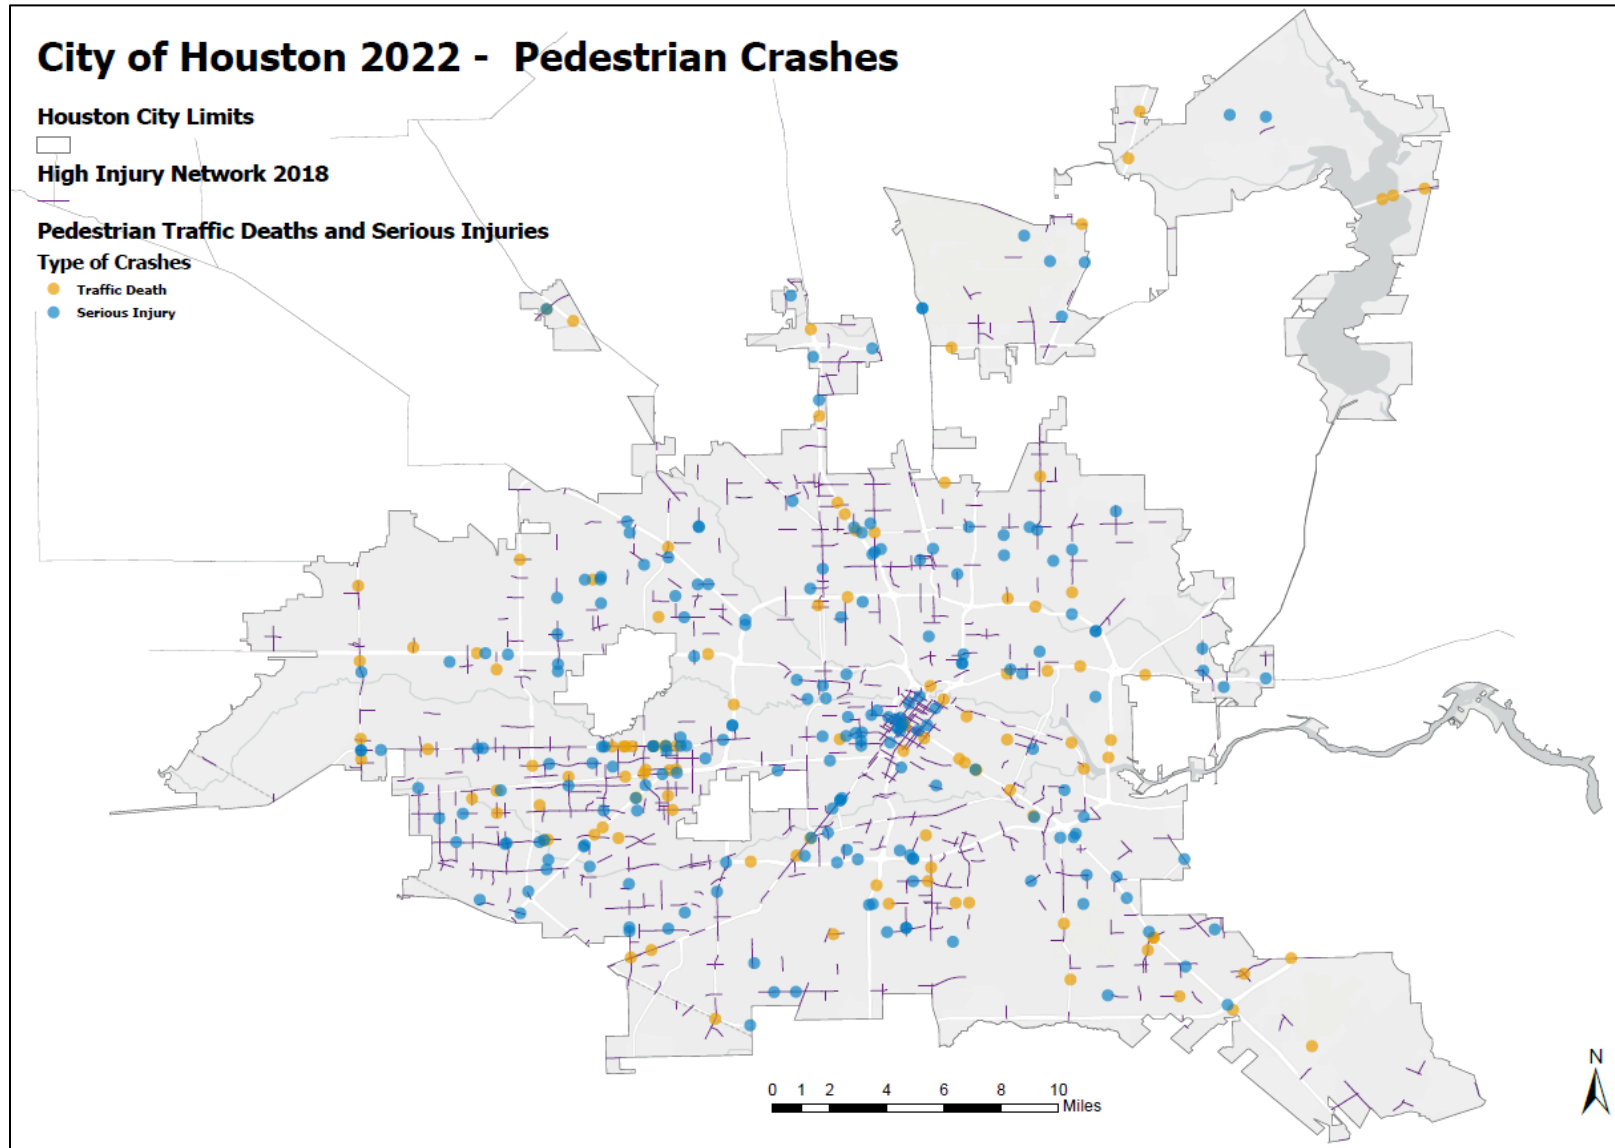 City of Houston 2022 -  Pedestrian Crashes
Houston City Limits
High Injury Network 2018
Pedestrian Traffic Deaths and Serious Injuries
Type of Crashes
Traffic Death
Serious Injury
N
0 1 2 4 6 8 10
Miles